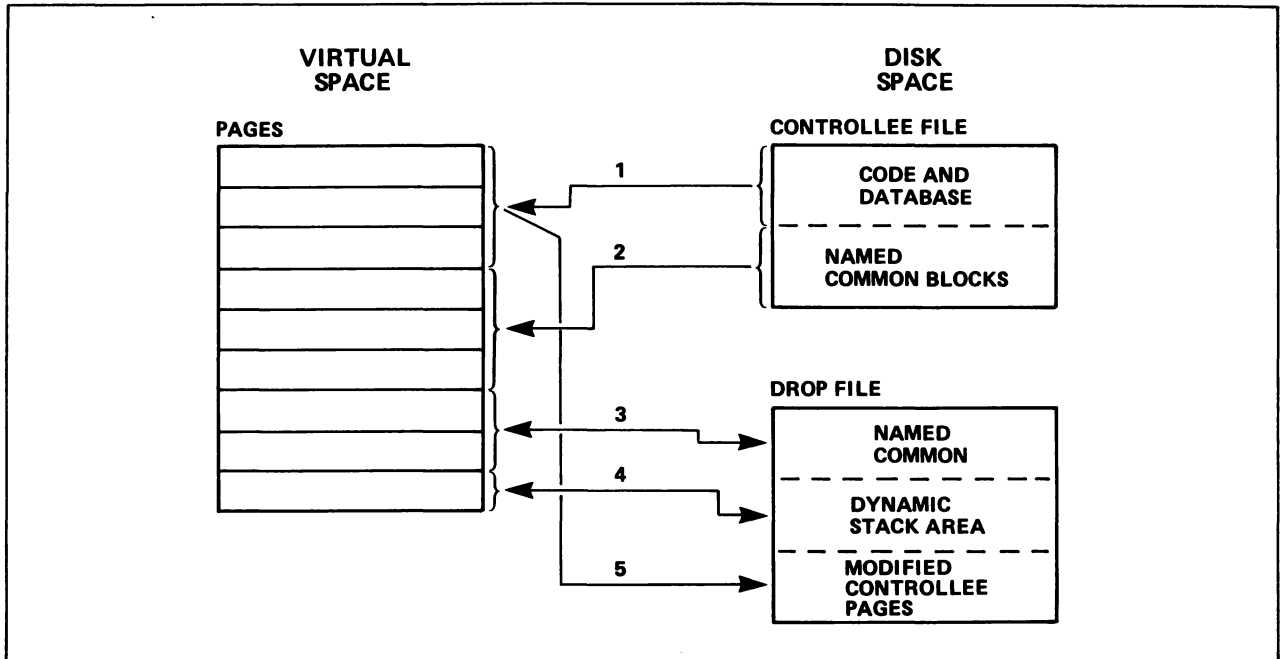 VIRTUAL
SPACE
DISK
SPACE
PAGES
CONTROLLEE FILE
1
CODE AND
DATABASE
2
NAMED
COMMON BLOCKS
DROP FILE
3
NAMED
COMMON
4
DYNAMIC
STACK AREA
5
MODIFIED
CONTROLLEE
PAGES